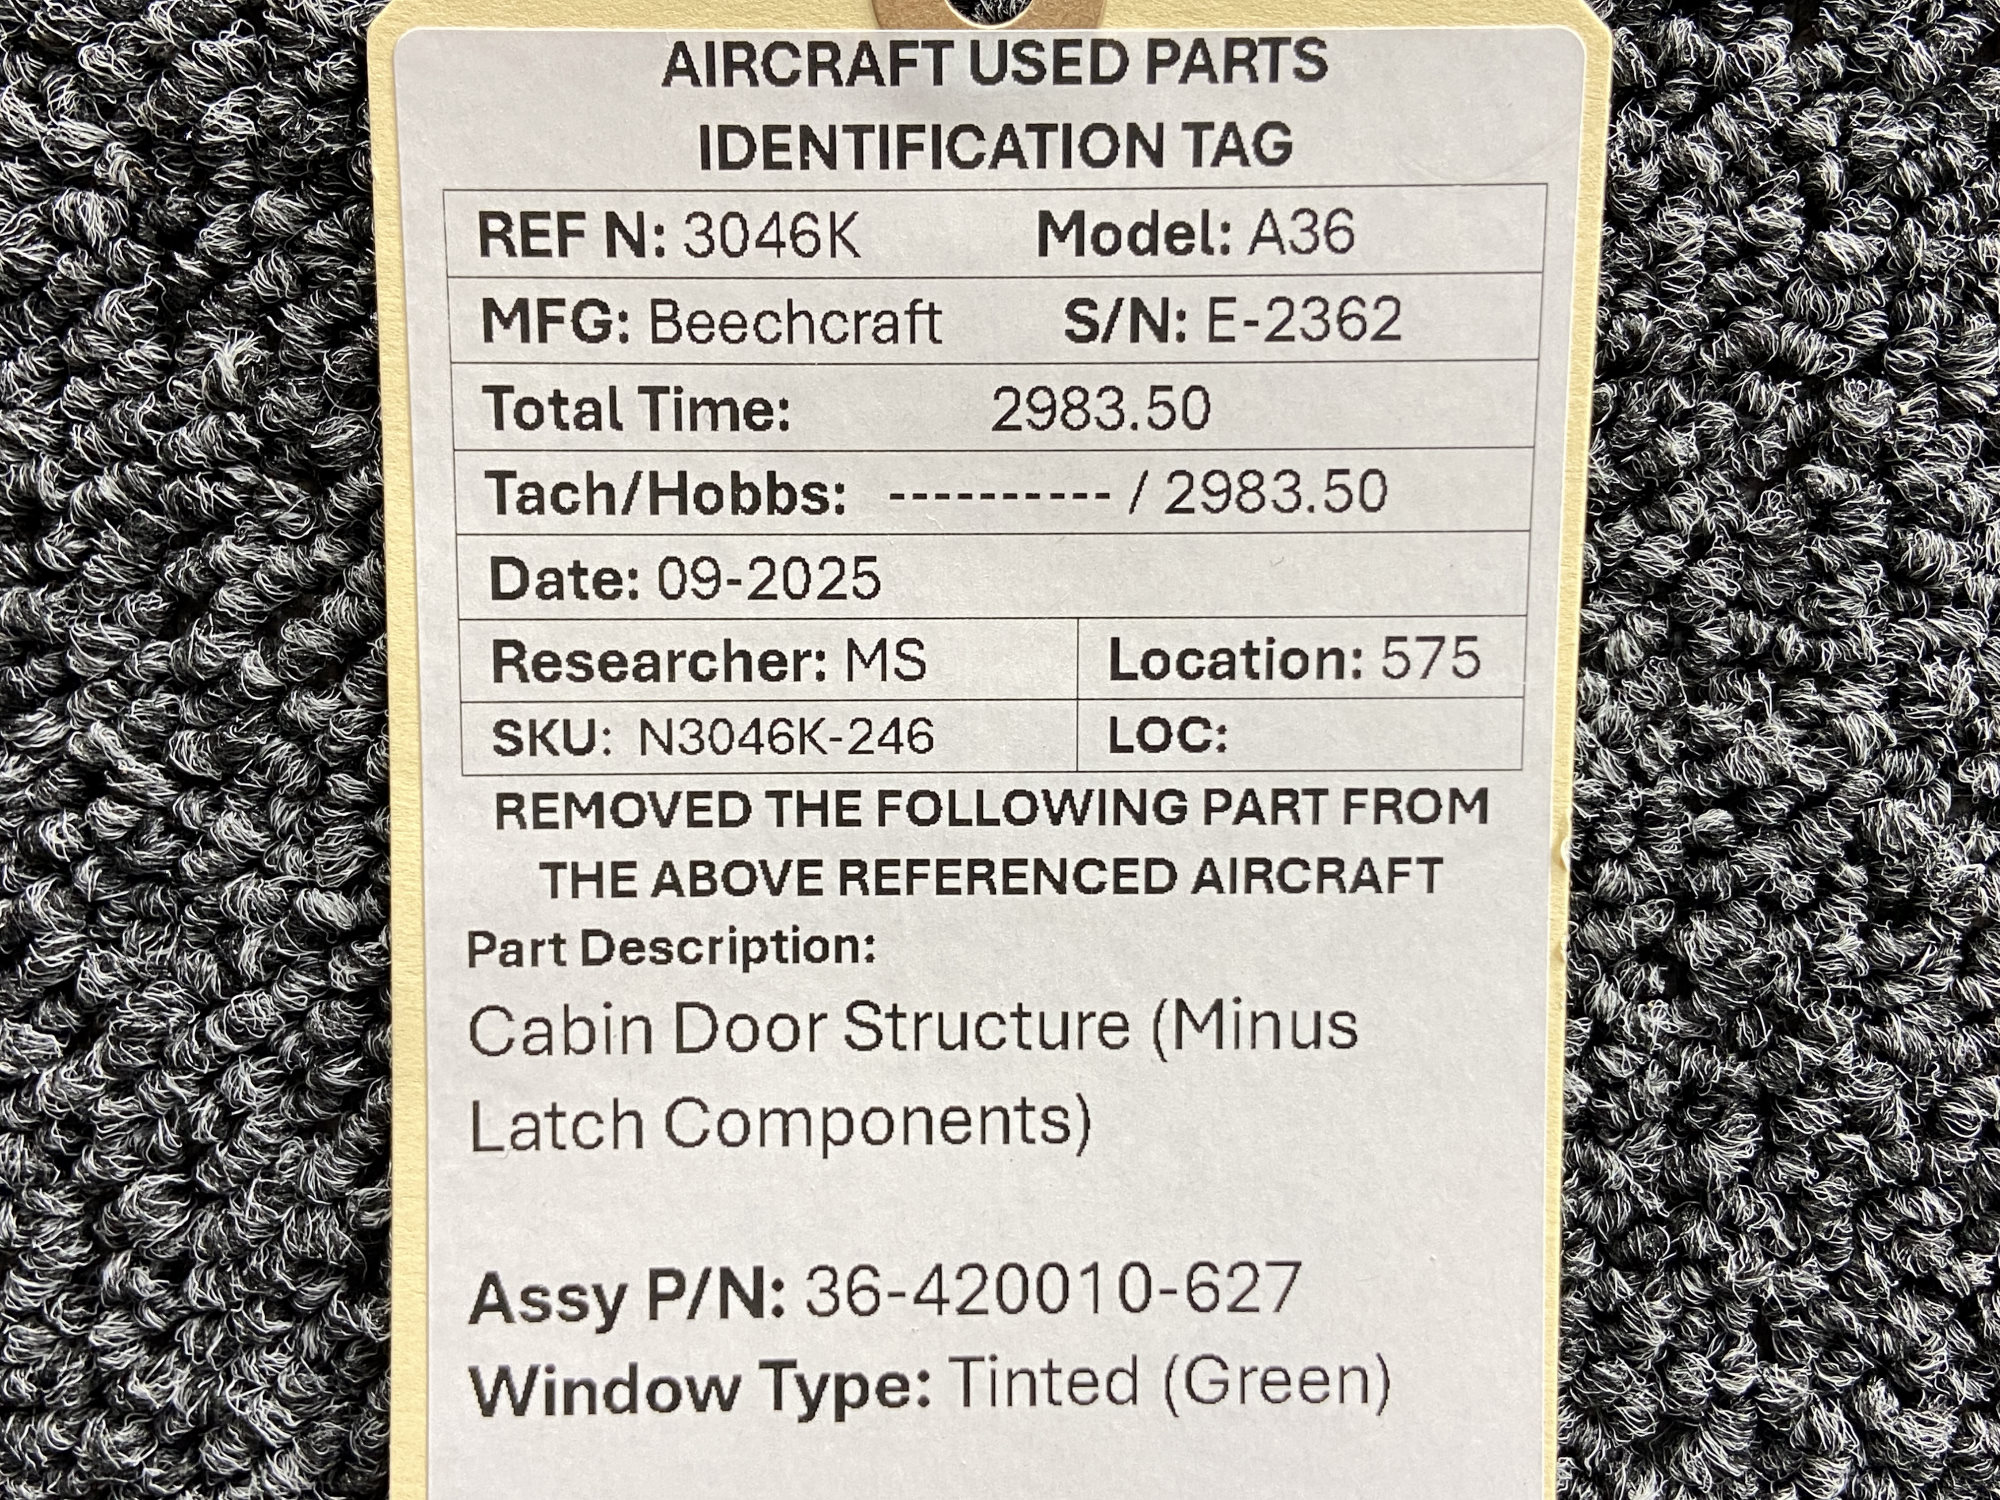 AIRCRAFT USED PARTS
IDENTIFICATION TAG
REF N: 3046K Model: A36
MFG: Beechcraft S/N: E-2362
Total Time: 2983.50
Tach/Hobbs: ---------- / 2983.50
Date: 09-2025
Researcher: MS Location: 575
SKU: N3046K-246 LOC:
REMOVED THE FOLLOWING PART FROM
THE ABOVE REFERENCED AIRCRAFT
Part Description:
Cabin Door Structure (Minus
Latch Components)
Assy P/N: 36-420010-627
Window Type: Tinted (Green)